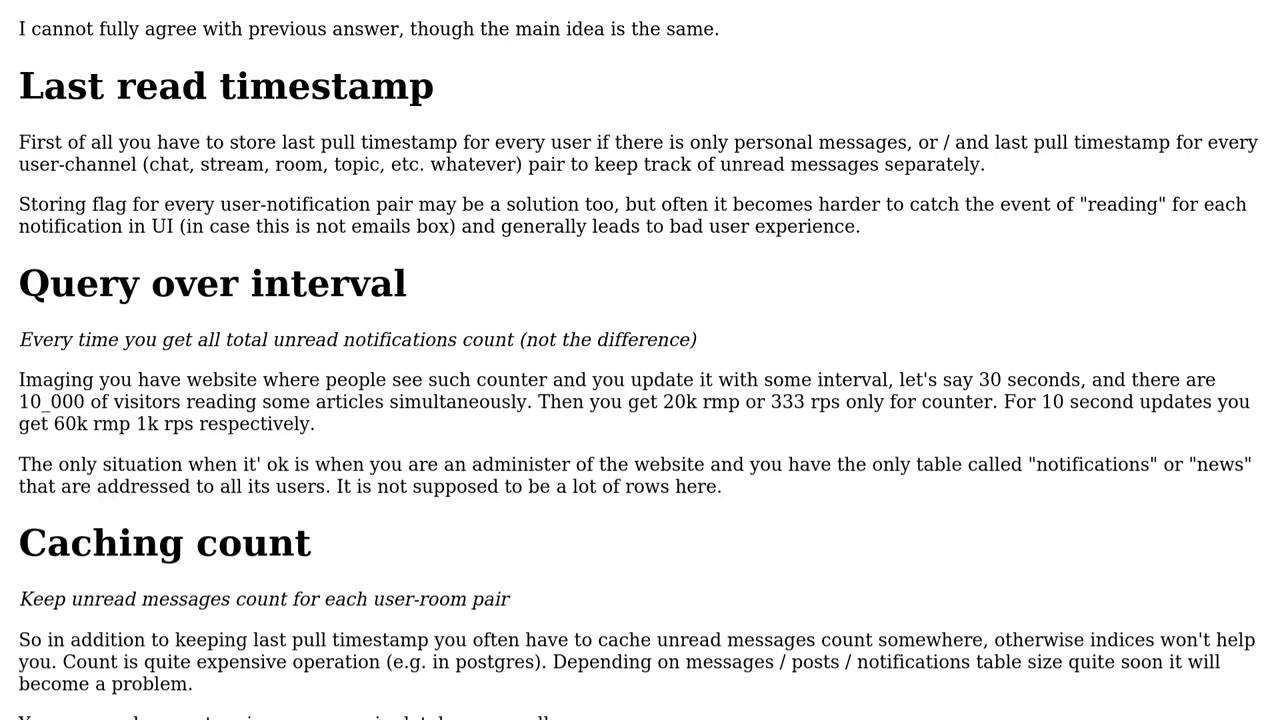 I cannot fully agree with previous answer, though the main idea is the same.
Last read timestamp
First of all you have to store last pull timestamp for every user if there is only personal messages, or / and last pull timestamp for every
user-channel (chat, stream, room, topic, etc. whatever) pair to keep track of unread messages separately.
Storing flag for every user-notification pair may be a solution too, but often it becomes harder to catch the event of "reading" for each
notification in UI (in case this is not emails box) and generally leads to bad user experience.
Query over interval
Every time you get all total unread notifications count (not the difference)
Imaging you have website where people see such counter and you update it with some interval, let's say 30 seconds, and there are
10_000 of visitors reading some articles simultaneously. Then you get 20k rmp or 333 rps only for counter. For 10 second updates you
get 60k rmp 1k rps respectively.
The only situation when it' ok is when you are an administer of the website and you have the only table called "notifications" or "news"
that are addressed to all its users. It is not supposed to be a lot of rows here.
Caching count
Keep unread messages count for each user-room pair
So in addition to keeping last pull timestamp you often have to cache unread messages count somewhere, otherwise indices won't help
you. Count is quite expensive operation (e.g. in postgres). Depending on messages / posts / notifications table size quite soon it will
become a problem.